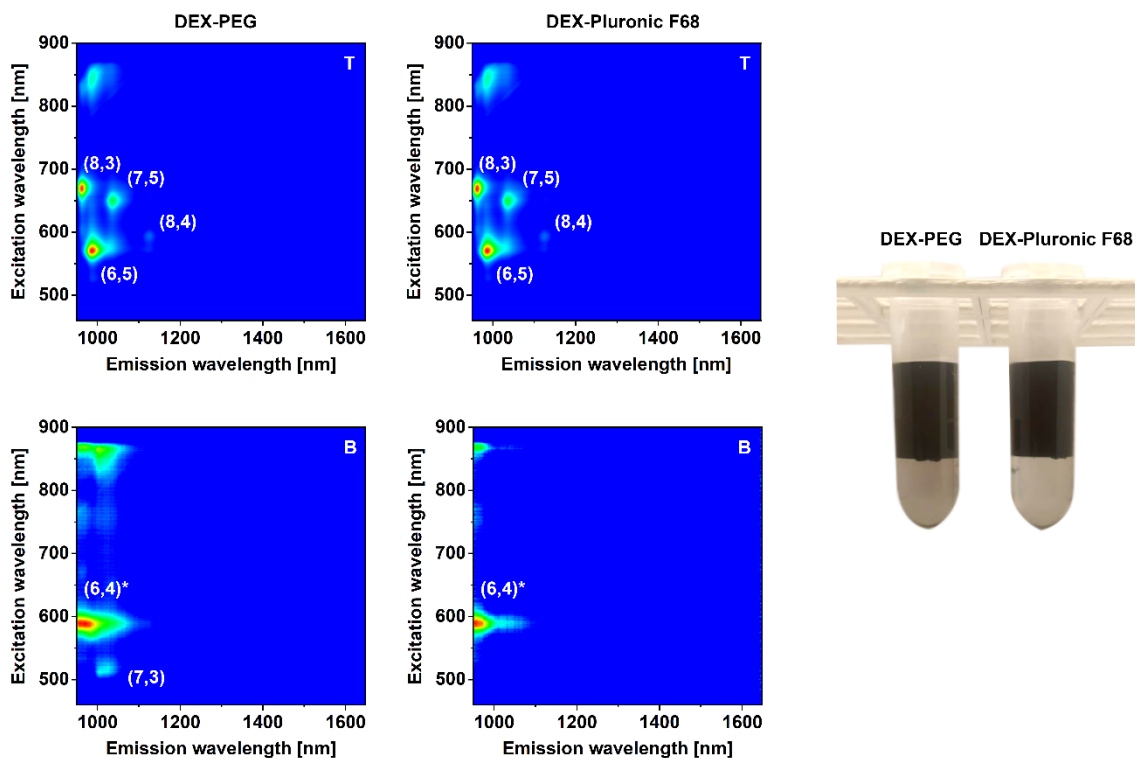 DEX-PEG
DEX-Pluronic F68
T
T
900
800
700
600
500
Excitation wavelength [nm]
(8,3)
(7,5)
(8,4)
(6,5)
1000 1200 1400 1600
Emission wavelength [nm]
900
800
700
600
500
Excitation wavelength [nm]
(8,3)
(7,5)
(8,4)
(6,5)
1000 1200 1400 1600
Emission wavelength [nm]
DEX-PEG DEX-Pluronic F68
B
900
800
700
600
500
Excitation wavelength [nm]
(6,4)*
(7,3)
1000 1200 1400 1600
Emission wavelength [nm]
B
900
800
700
600
500
Excitation wavelength [nm]
(6,4)*
1000 1200 1400 1600
Emission wavelength [nm]